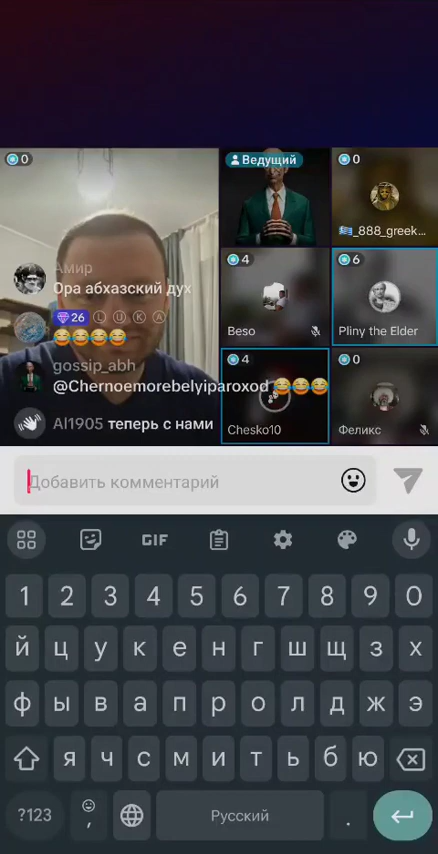 0
Ведущий
0
🇬🇷_888_greek...
Амир
Ора абхазский дух
26 ⓁⓊⓀⒶ
😂😂😂😂
4
Beso
6
Pliny the Elder
gossip_abh
@Chernoemorebelyiparoxod 😂😂😂
Al1905 теперь с нами
4
Chesko10
0
Феликс
Добавить комментарий
GIF
1 2 3 4 5 6 7 8 9 0
й ц у к е н г ш щ з х
ф ы в а п р о л д ж э
я ч с м и т ь б ю
?123 , Русский .